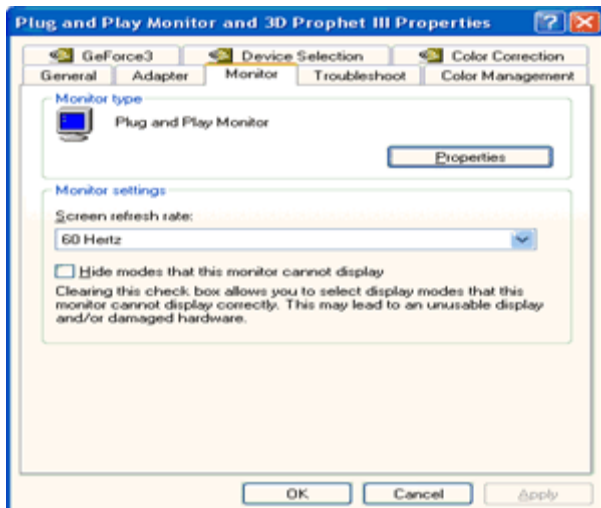 Plug and Play Monitor and 3D Prophet III Properties
GeForce3 Device Selection Color Correction
General Adapter Monitor Troubleshoot Color Management
Monitor type
Plug and Play Monitor
Properties
Monitor settings
Screen refresh rate:
60 Hertz
Hide modes that this monitor cannot display
Clearing this check box allows you to select display modes that this
monitor cannot display correctly. This may lead to an unusable display
and/or damaged hardware.
OK Cancel Apply